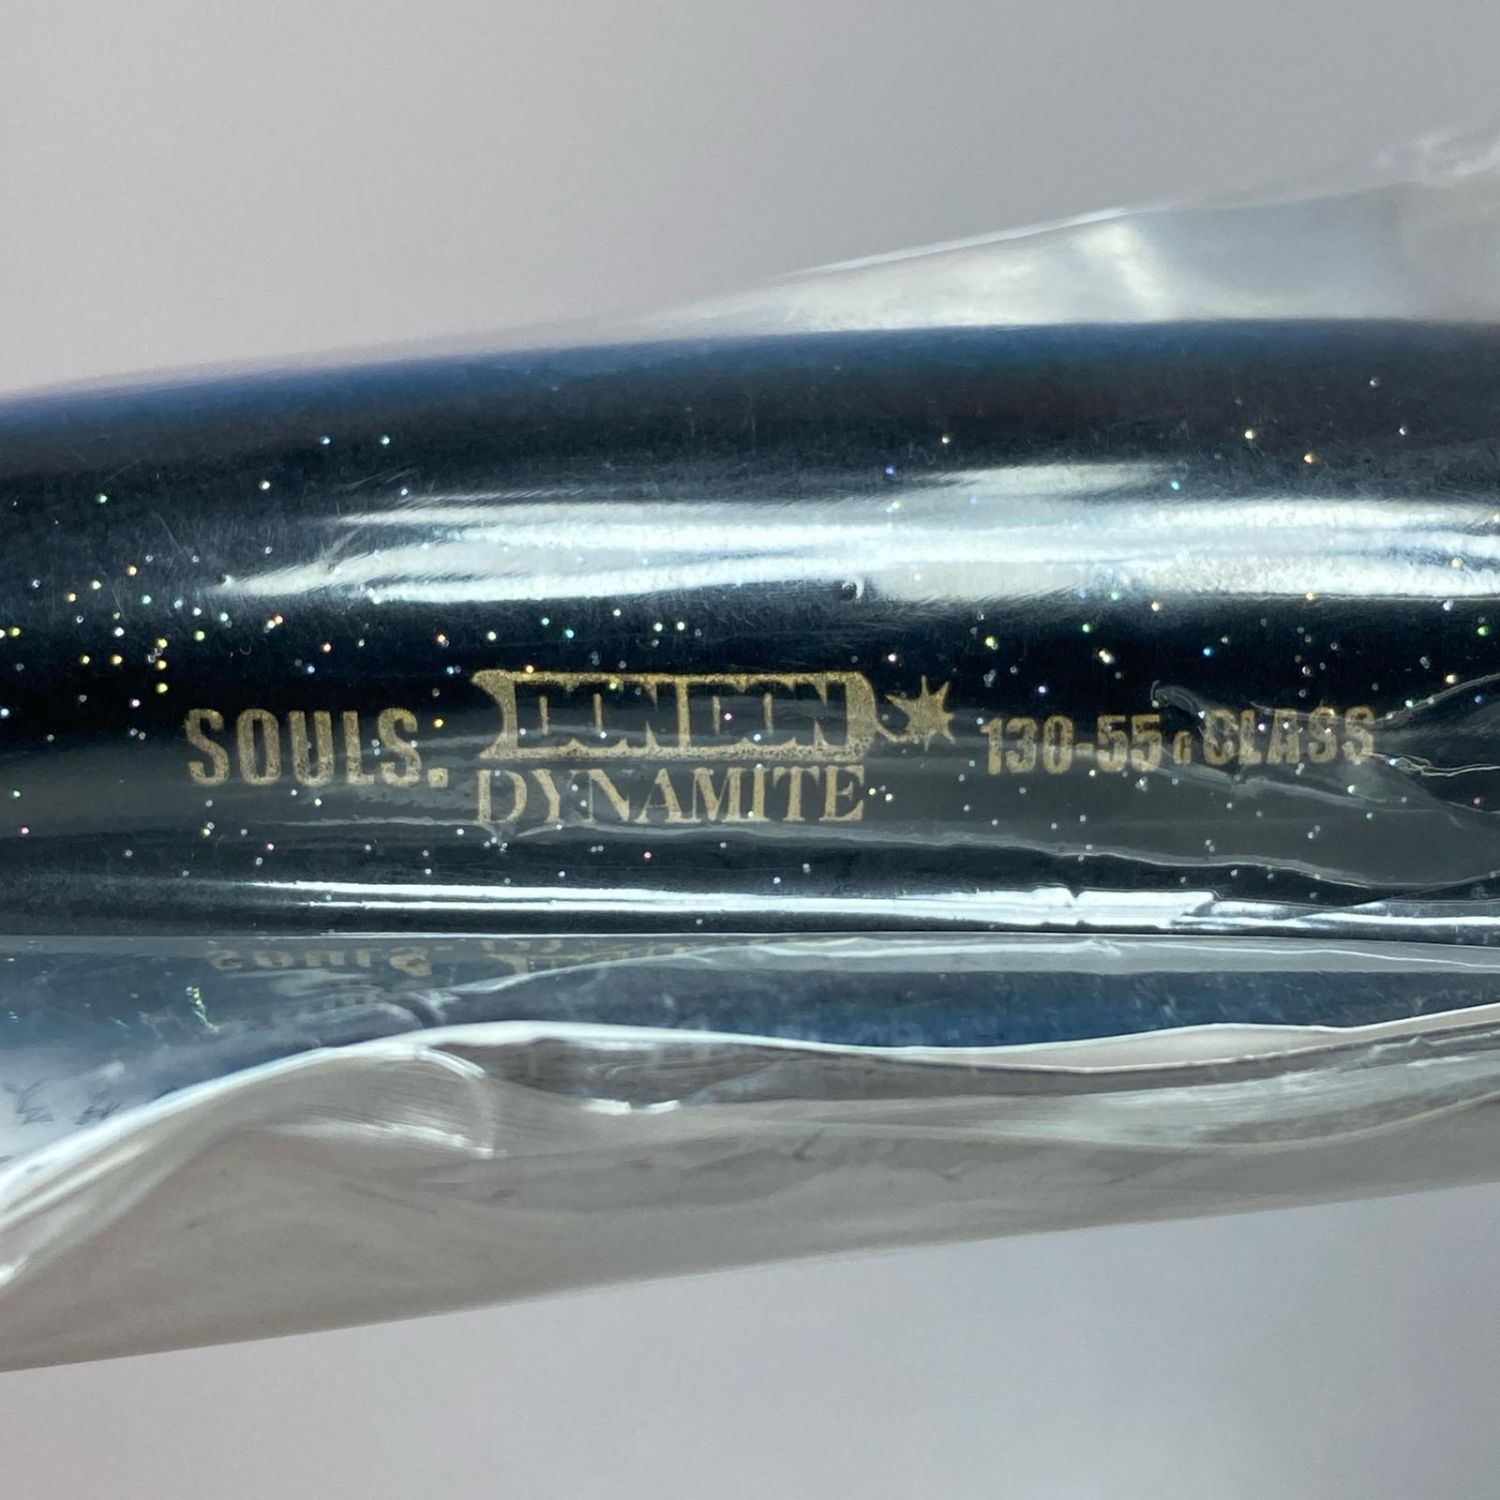 SOULS. DYNAMITE 130-55g CLASS